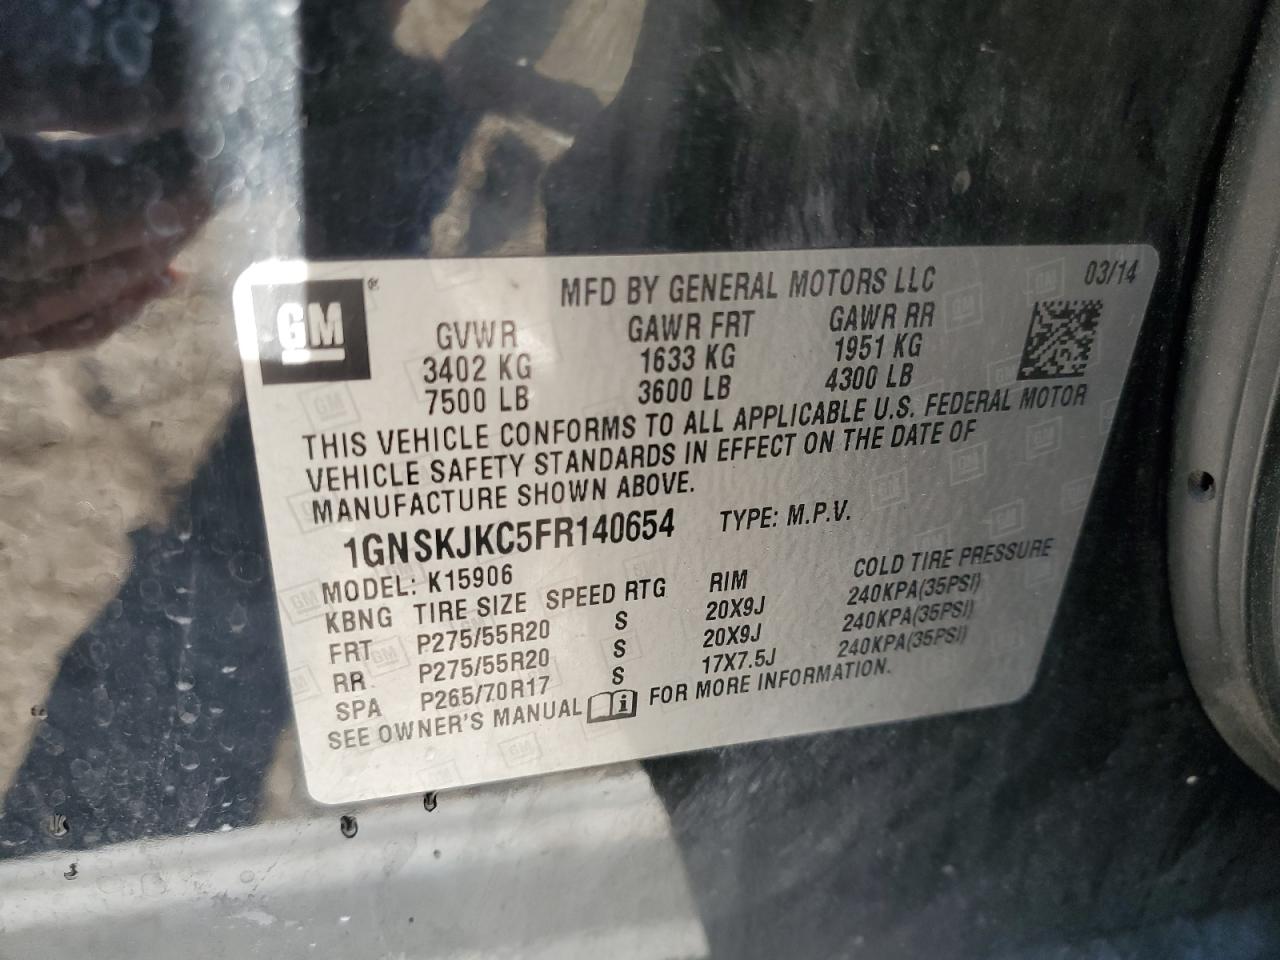 GM ® MFD BY GENERAL MOTORS LLC 03/14
GVWR GAWR FRT GAWR RR
3402 KG 1633 KG 1951 KG
7500 LB 3600 LB 4300 LB
THIS VEHICLE CONFORMS TO ALL APPLICABLE U.S. FEDERAL MOTOR
VEHICLE SAFETY STANDARDS IN EFFECT ON THE DATE OF
MANUFACTURE SHOWN ABOVE.
1GNSKJKC5FR140654 TYPE: M.P.V.
MODEL: K15906
KBNG TIRE SIZE SPEED RTG RIM COLD TIRE PRESSURE
FRT P275/55R20 S 20X9J 240KPA(35PSI)
RR P275/55R20 S 20X9J 240KPA(35PSI)
SPA P265/70R17 S 17X7.5J 240KPA(35PSI)
SEE OWNER'S MANUAL i FOR MORE INFORMATION.